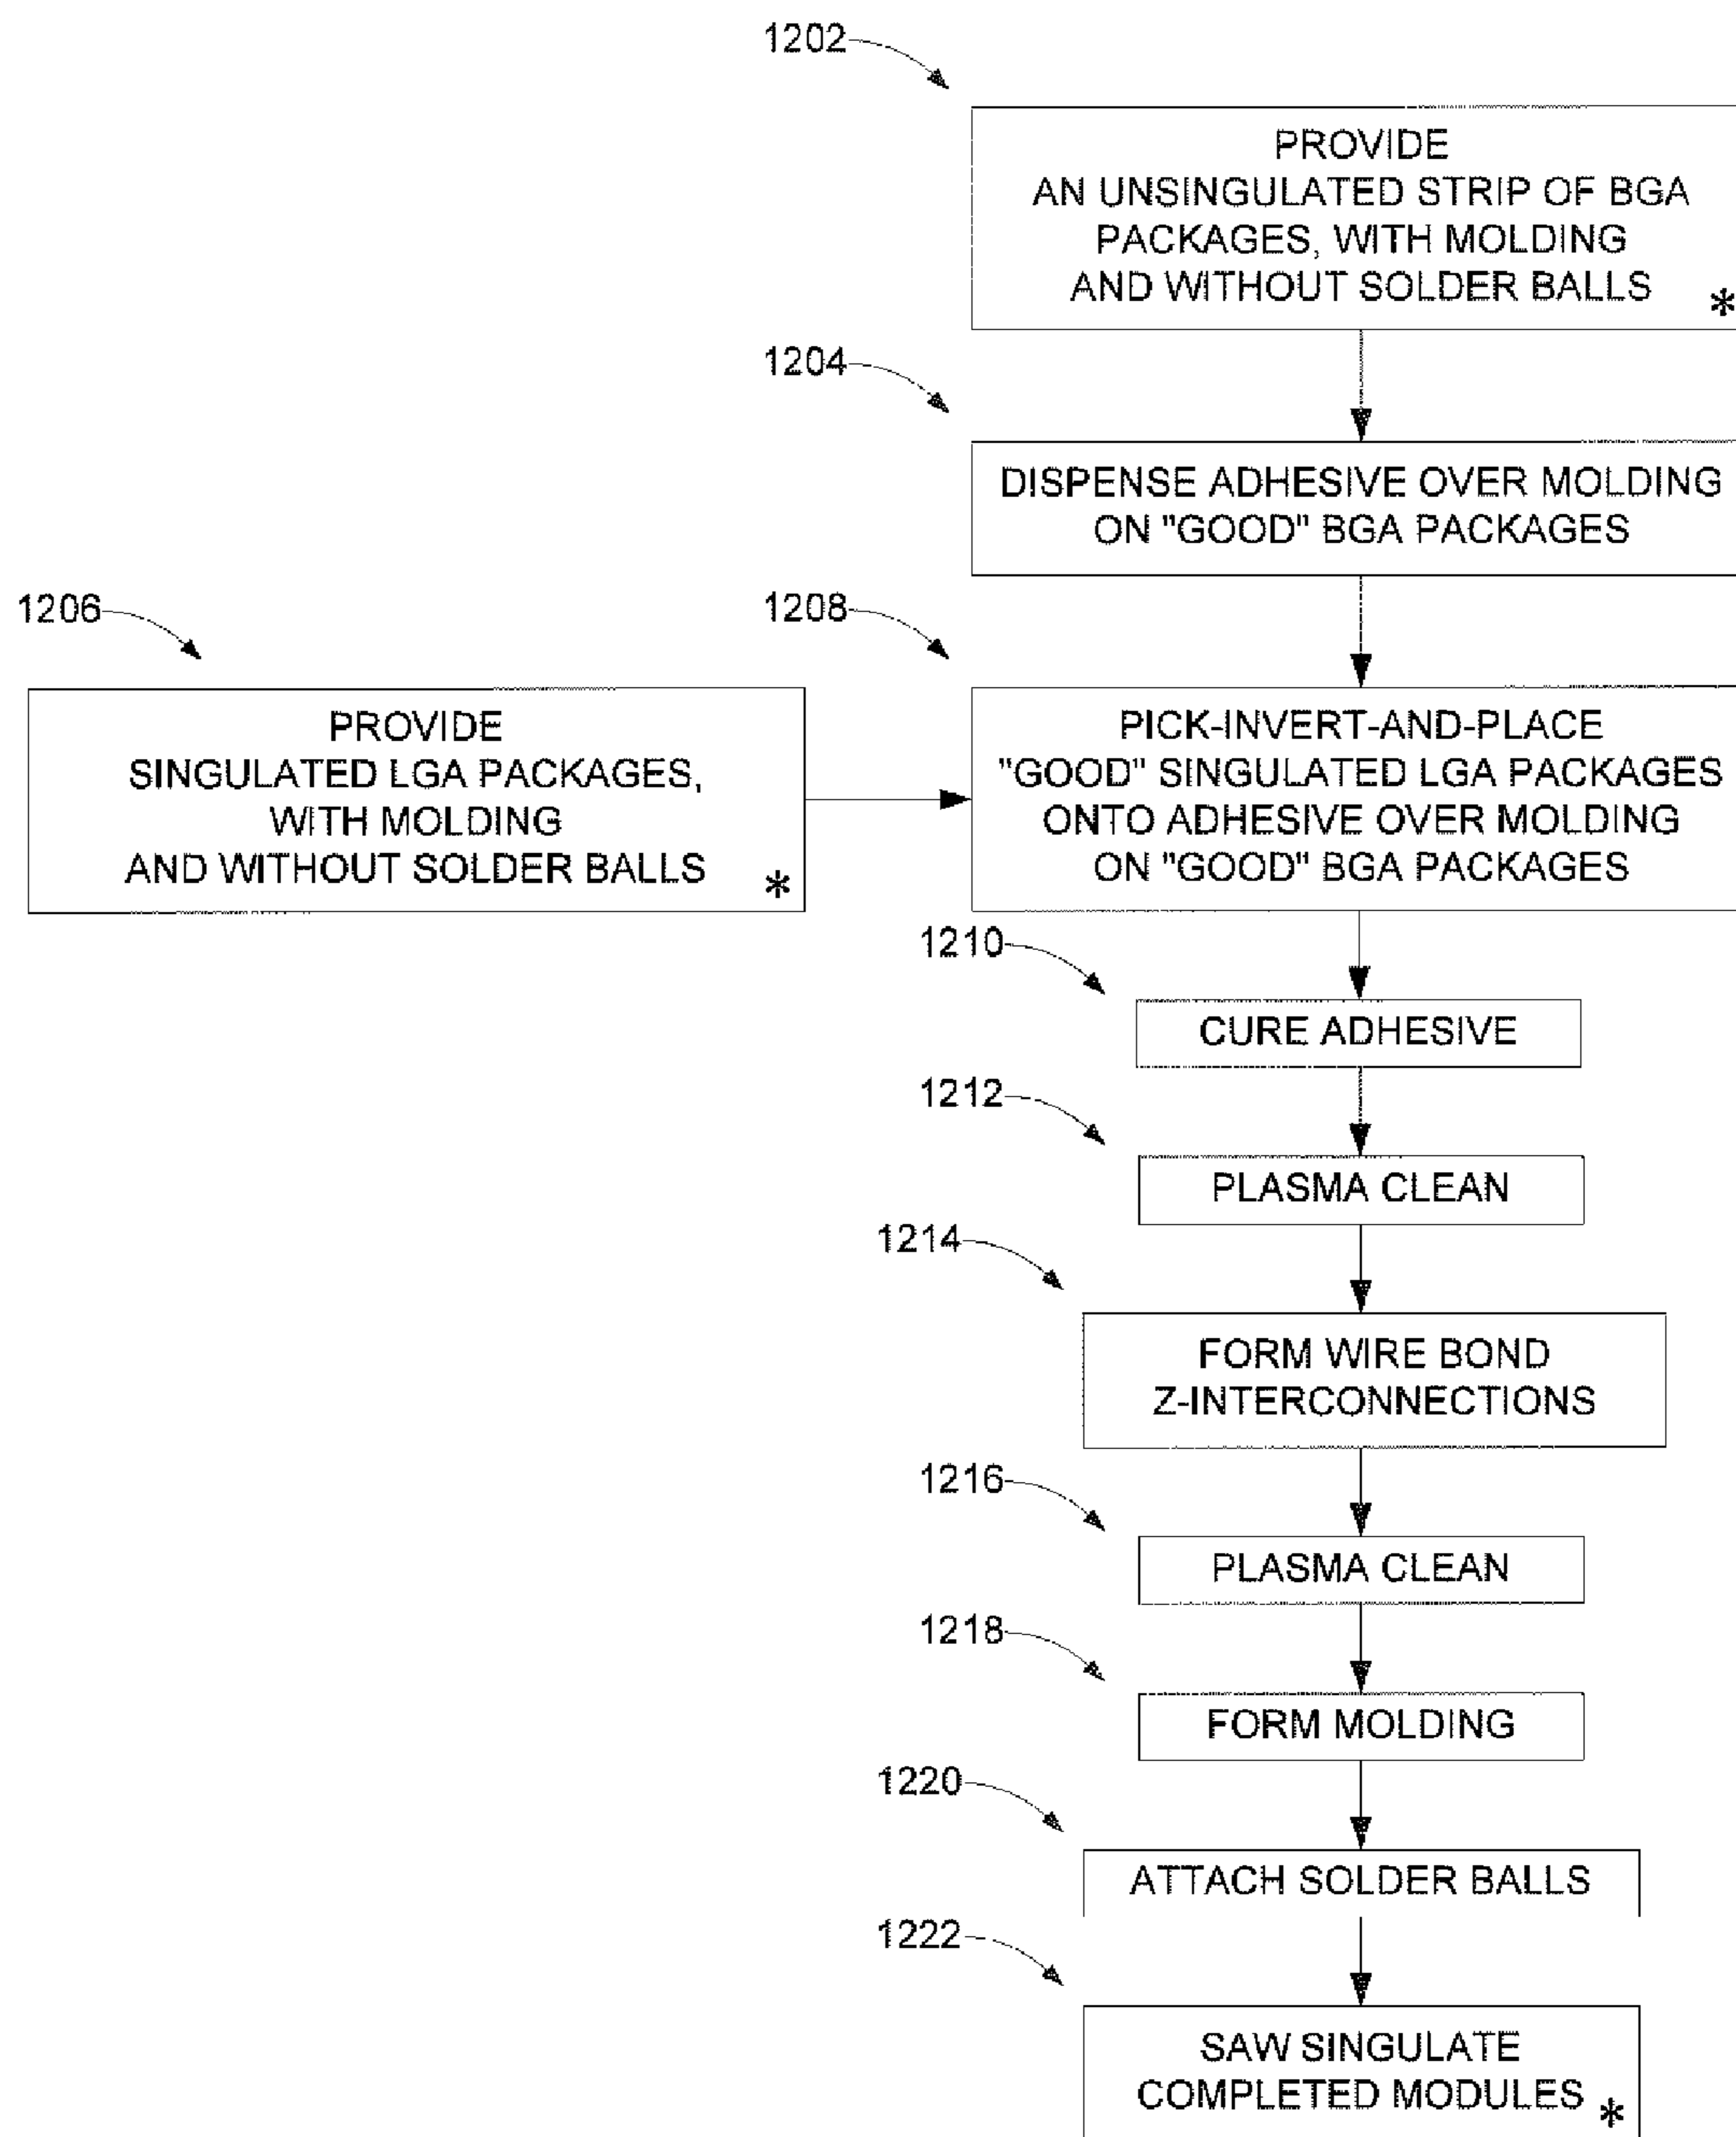 1202
PROVIDE
AN UNSINGULATED STRIP OF BGA
PACKAGES, WITH MOLDING
AND WITHOUT SOLDER BALLS *
1204
DISPENSE ADHESIVE OVER MOLDING
ON "GOOD" BGA PACKAGES
1206
PROVIDE
SINGULATED LGA PACKAGES,
WITH MOLDING
AND WITHOUT SOLDER BALLS *
1208
PICK-INVERT-AND-PLACE
"GOOD" SINGULATED LGA PACKAGES
ONTO ADHESIVE OVER MOLDING
ON "GOOD" BGA PACKAGES
1210
CURE ADHESIVE
1212
PLASMA CLEAN
1214
FORM WIRE BOND
Z-INTERCONNECTIONS
1216
PLASMA CLEAN
1218
FORM MOLDING
1220
ATTACH SOLDER BALLS
1222
SAW SINGULATE
COMPLETED MODULES *